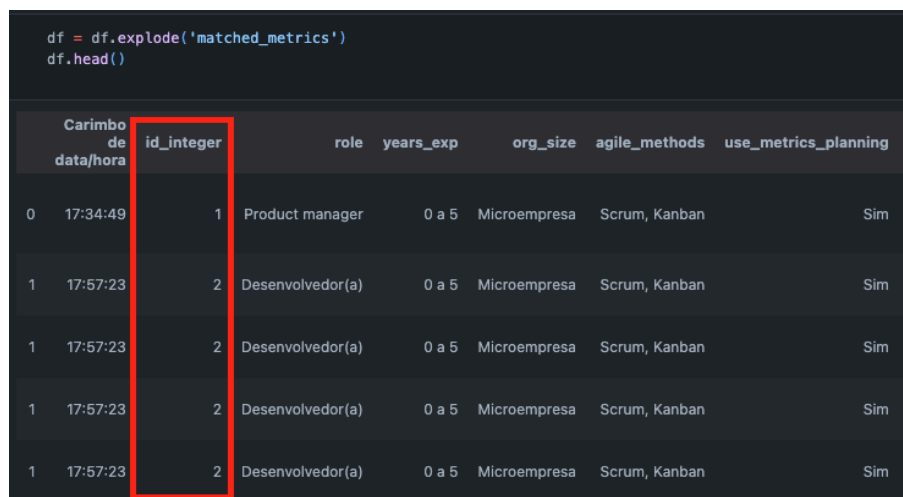 df = df.explode('matched_metrics')
df.head()
Carimbo de data/hora id_integer role years_exp org_size agile_methods use_metrics_planning
0 17:34:49 1 Product manager 0 a 5 Microempresa Scrum, Kanban Sim
1 17:57:23 2 Desenvolvedor(a) 0 a 5 Microempresa Scrum, Kanban Sim
1 17:57:23 2 Desenvolvedor(a) 0 a 5 Microempresa Scrum, Kanban Sim
1 17:57:23 2 Desenvolvedor(a) 0 a 5 Microempresa Scrum, Kanban Sim
1 17:57:23 2 Desenvolvedor(a) 0 a 5 Microempresa Scrum, Kanban Sim